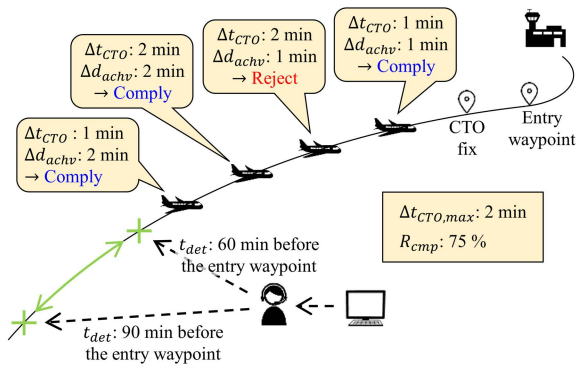 Δt_CTO: 2 min
Δd_achv: 2 min
→ Comply
Δt_CTO: 2 min
Δd_achv: 1 min
→ Reject
Δt_CTO: 1 min
Δd_achv: 1 min
→ Comply
Δt_CTO: 1 min
Δd_achv: 2 min
→ Comply
CTO
fix
Entry
waypoint
Δt_CTO,max: 2 min
R_cmp: 75 %
t_det: 60 min before
the entry waypoint
t_det: 90 min before
the entry waypoint